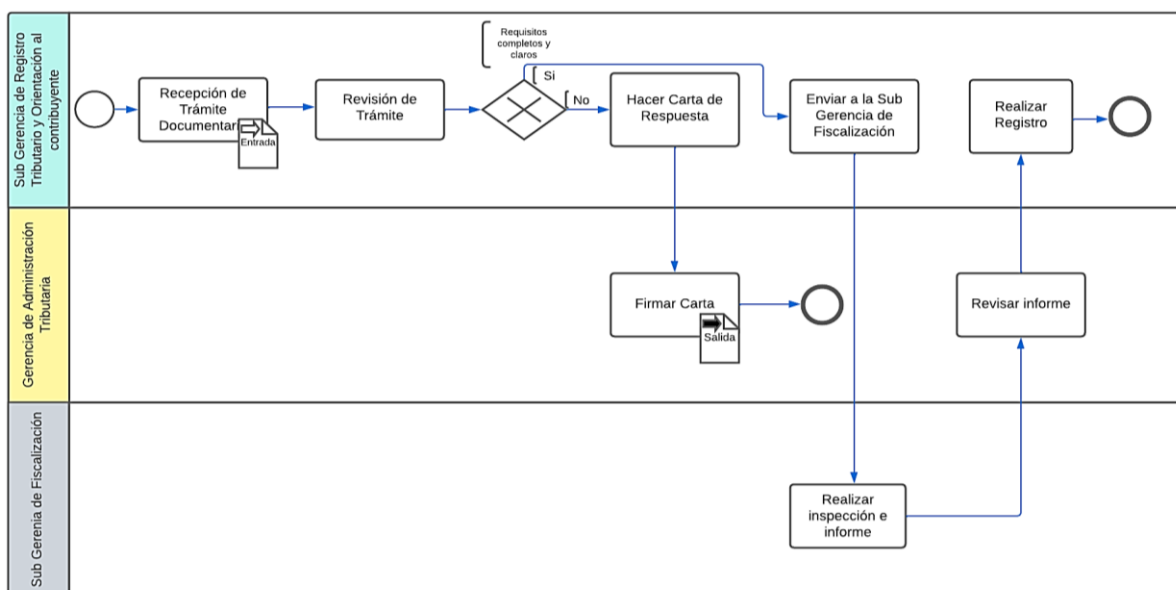 Sub Gerencia de Registro
Tributario y Orientación al
contribuyente
Recepción de
Trámite
Documentari
Entrada
Revisión de
Trámite
Requisitos
completos y
claros
Si
No
Hacer Carta de
Respuesta
Enviar a la Sub
Gerencia de
Fiscalización
Realizar
Registro
Gerencia de Administración
Tributaria
Firmar Carta
Salida
Revisar informe
Sub Gerenia de Fiscalización
Realizar
inspección e
informe